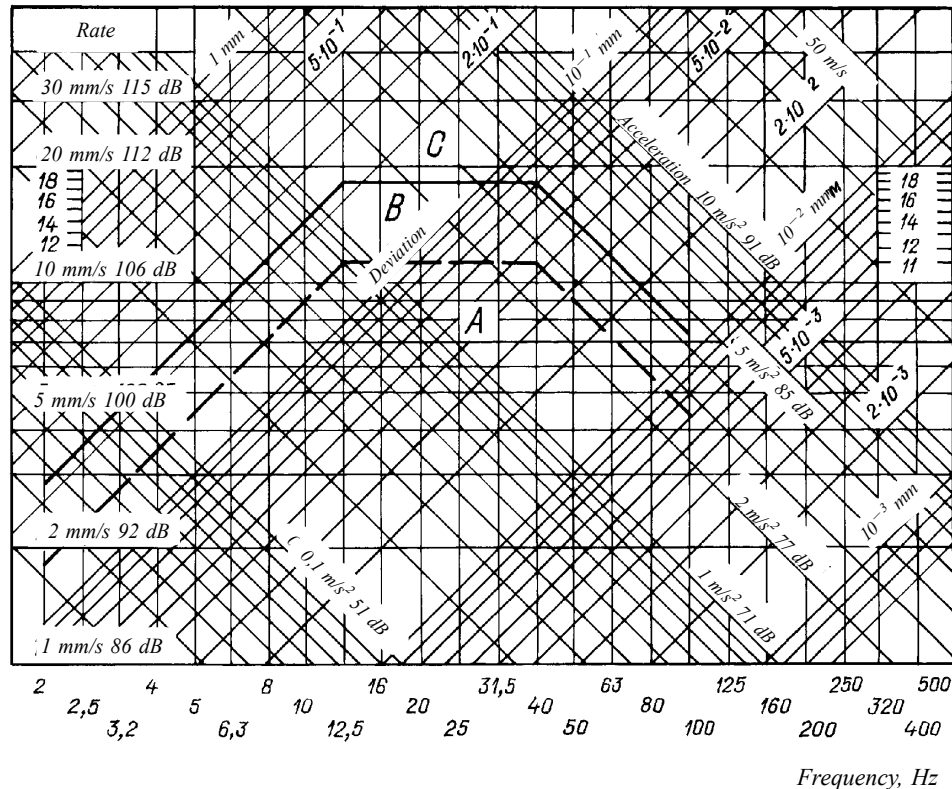 Rate
30 mm/s 115 dB
20 mm/s 112 dB
18
16
14
12
10 mm/s 106 dB
5 mm/s 100 dB
2 mm/s 92 dB
1 mm/s 86 dB
1 mm
5·10⁻¹
2·10⁻¹
10⁻¹ mm
5·10⁻²
50 m/s
2·10⁻²
Acceleration 10 m/s² 91 dB
10⁻² mm
18
16
14
12
11
C
B
A
Deviation
5·10⁻³
5 m/s² 85 dB
2·10⁻³
10⁻³ mm
2 m/s² 77 dB
1 m/s² 71 dB
0,1 m/s² 51 dB
2 4 8 16 31,5 63 125 250 500
2,5 5 10 20 40 80 160 320
3,2 6,3 12,5 25 50 100 200 400
Frequency, Hz